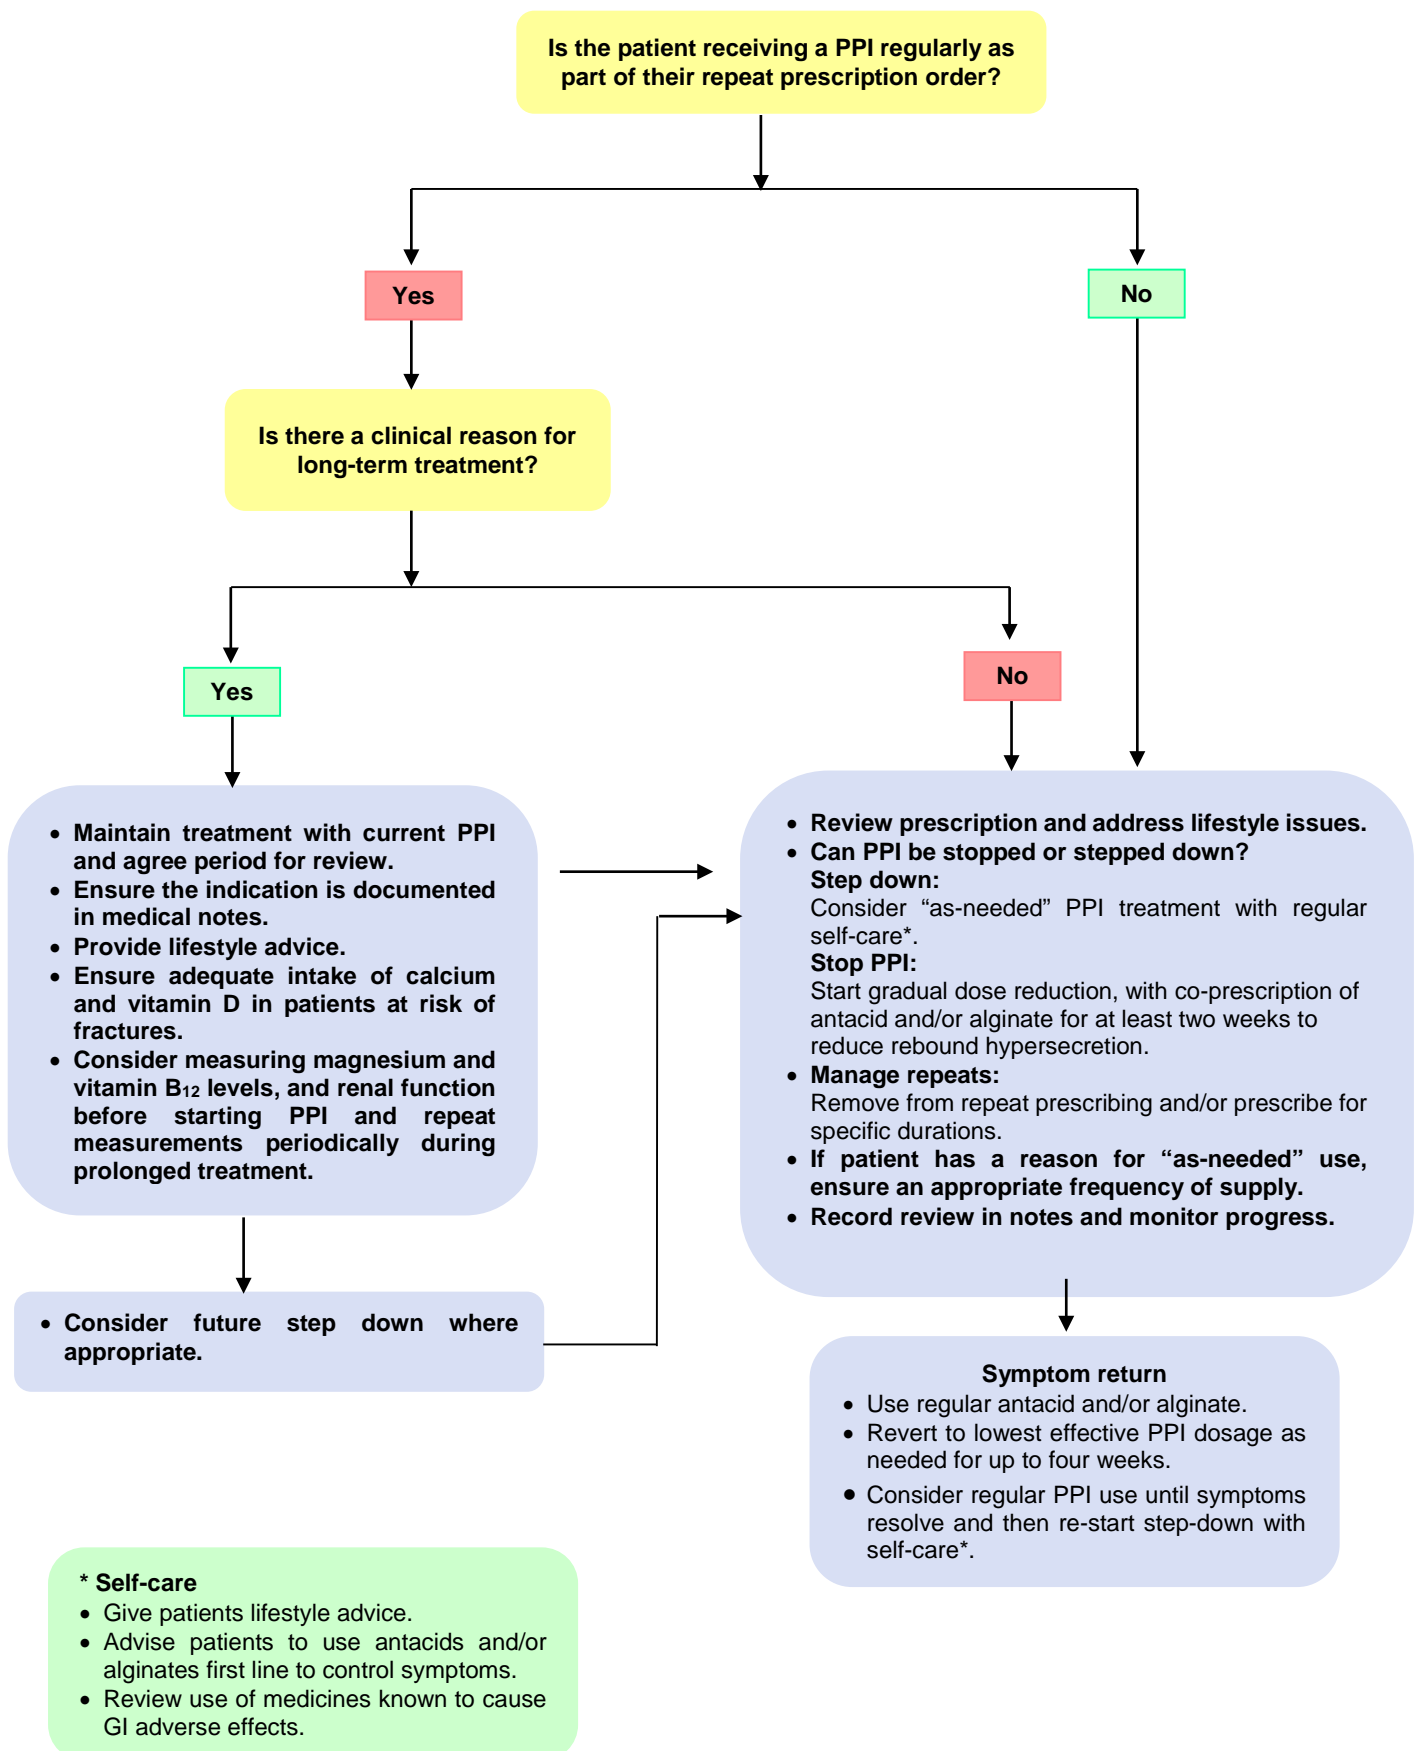 Is the patient receiving a PPI regularly as
part of their repeat prescription order?
Yes
No
Is there a clinical reason for
long-term treatment?
Yes
No
• Maintain treatment with current PPI
and agree period for review.
• Ensure the indication is documented
in medical notes.
• Provide lifestyle advice.
• Ensure adequate intake of calcium
and vitamin D in patients at risk of
fractures.
• Consider measuring magnesium and
vitamin B12 levels, and renal function
before starting PPI and repeat
measurements periodically during
prolonged treatment.
• Review prescription and address lifestyle issues.
• Can PPI be stopped or stepped down?
Step down:
Consider “as-needed” PPI treatment with regular
self-care*.
Stop PPI:
Start gradual dose reduction, with co-prescription of
antacid and/or alginate for at least two weeks to
reduce rebound hypersecretion.
• Manage repeats:
Remove from repeat prescribing and/or prescribe for
specific durations.
• If patient has a reason for “as-needed” use,
ensure an appropriate frequency of supply.
• Record review in notes and monitor progress.
• Consider future step down where
appropriate.
Symptom return
• Use regular antacid and/or alginate.
• Revert to lowest effective PPI dosage as
needed for up to four weeks.
• Consider regular PPI use until symptoms
resolve and then re-start step-down with
self-care*.
* Self-care
• Give patients lifestyle advice.
• Advise patients to use antacids and/or
alginates first line to control symptoms.
• Review use of medicines known to cause
GI adverse effects.